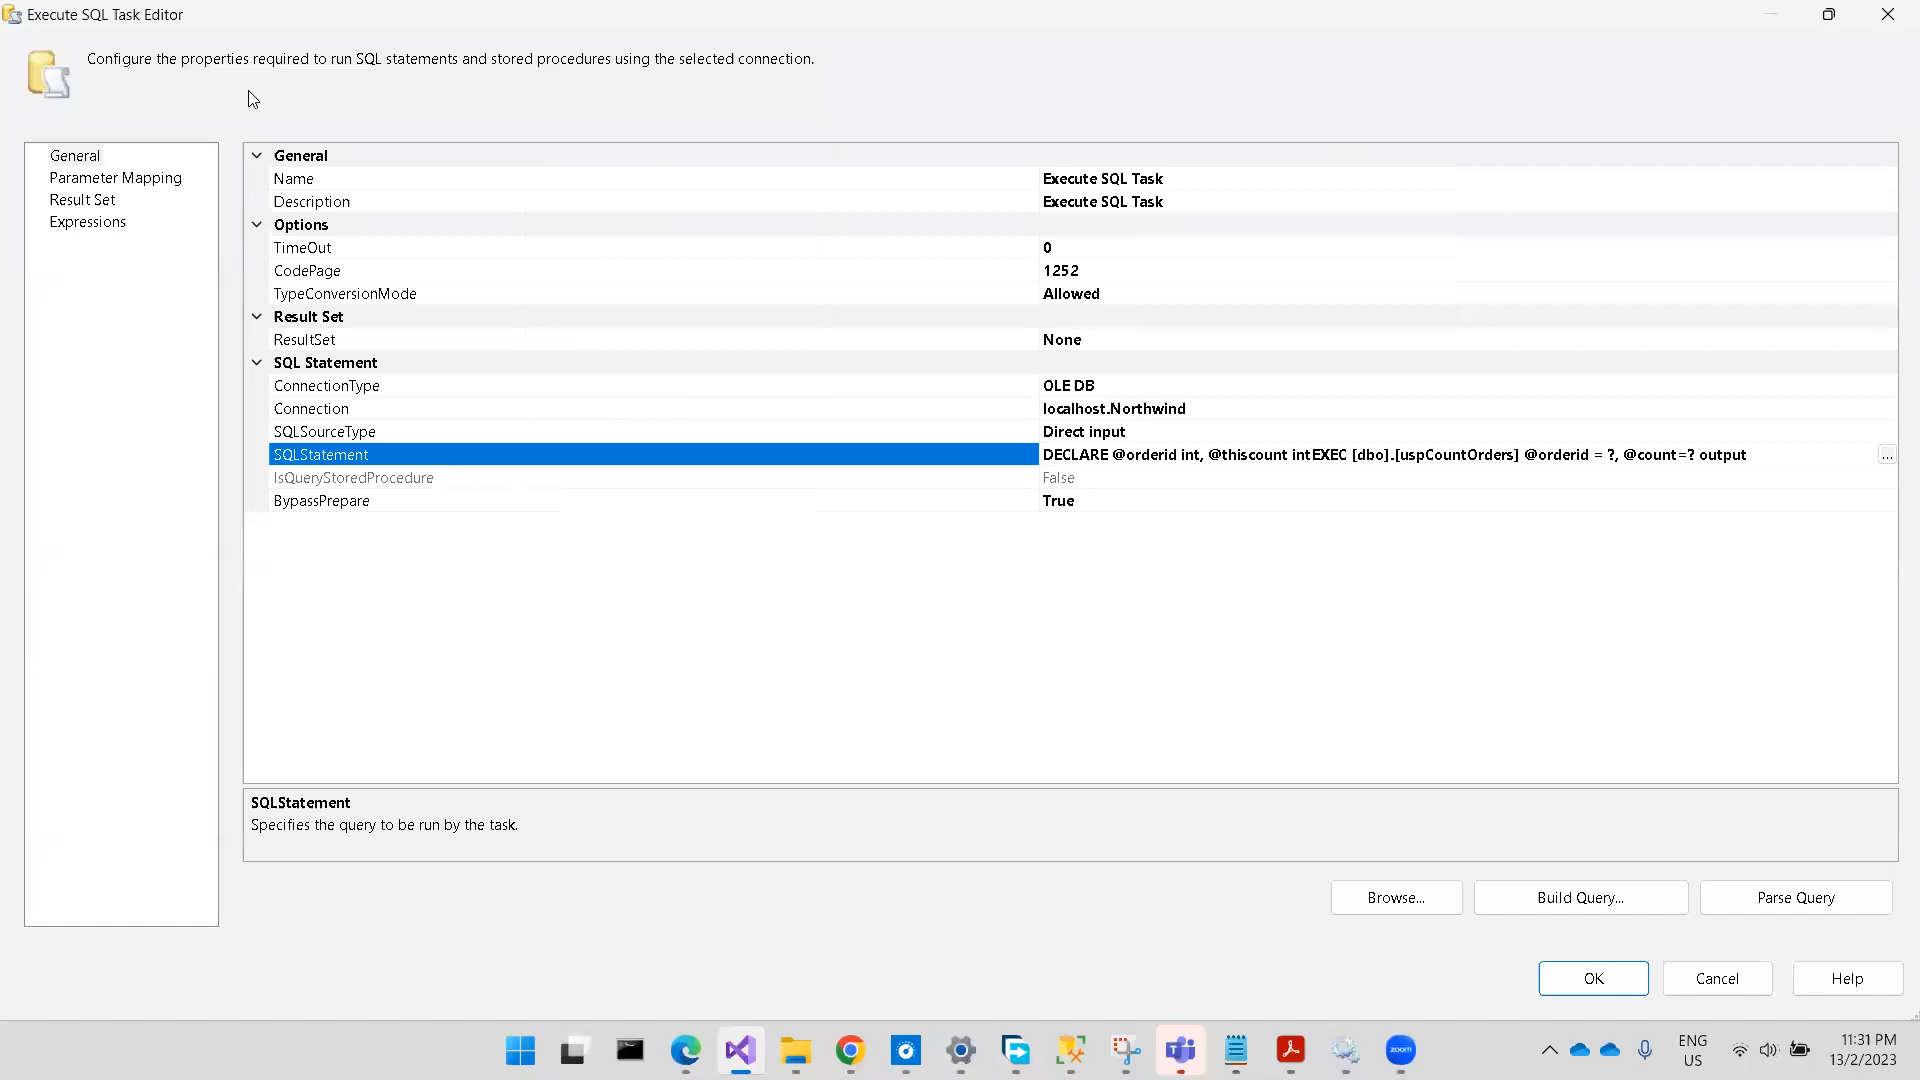 Execute SQL Task Editor
Configure the properties required to run SQL statements and stored procedures using the selected connection.
General
Parameter Mapping
Result Set
Expressions
General
Name Execute SQL Task
Description Execute SQL Task
Options
TimeOut 0
CodePage 1252
TypeConversionMode Allowed
Result Set
ResultSet None
SQL Statement
ConnectionType OLE DB
Connection localhost.Northwind
SQLSourceType Direct input
SQLStatement DECLARE @orderid int, @thiscount intEXEC [dbo].[uspCountOrders] @orderid = ?, @count=? output ...
IsQueryStoredProcedure False
BypassPrepare True
SQLStatement
Specifies the query to be run by the task.
Browse... Build Query... Parse Query
OK Cancel Help
zoom
ENG
US
11:31 PM
13/2/2023